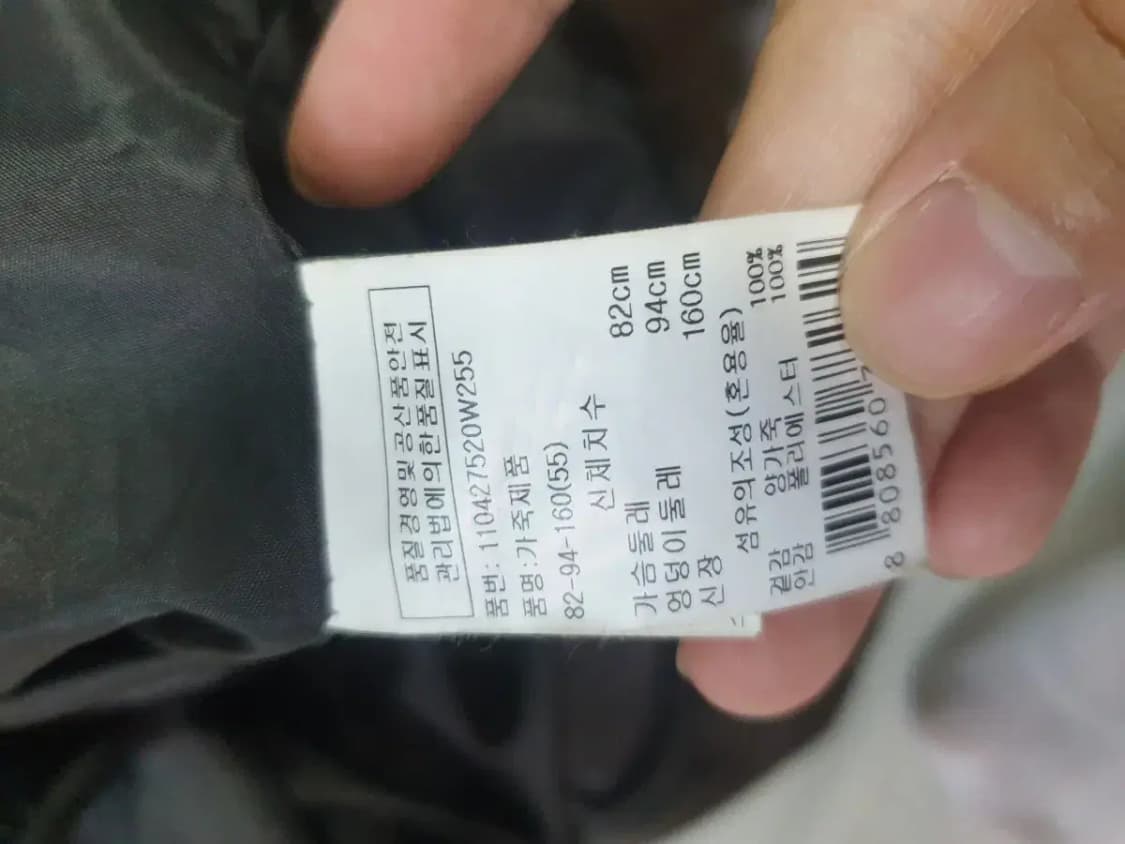 품질경영및공산품안전
관리법에의한품질표시
품번: 110427520W255
품명:가죽제품
82-94-160(55)
신체치수
가슴둘레 82cm
엉덩이둘레 94cm
신장 160cm
섬유의조성(혼용율)
겉감 양가죽 100%
안감 폴리에스터 100%
8 808560